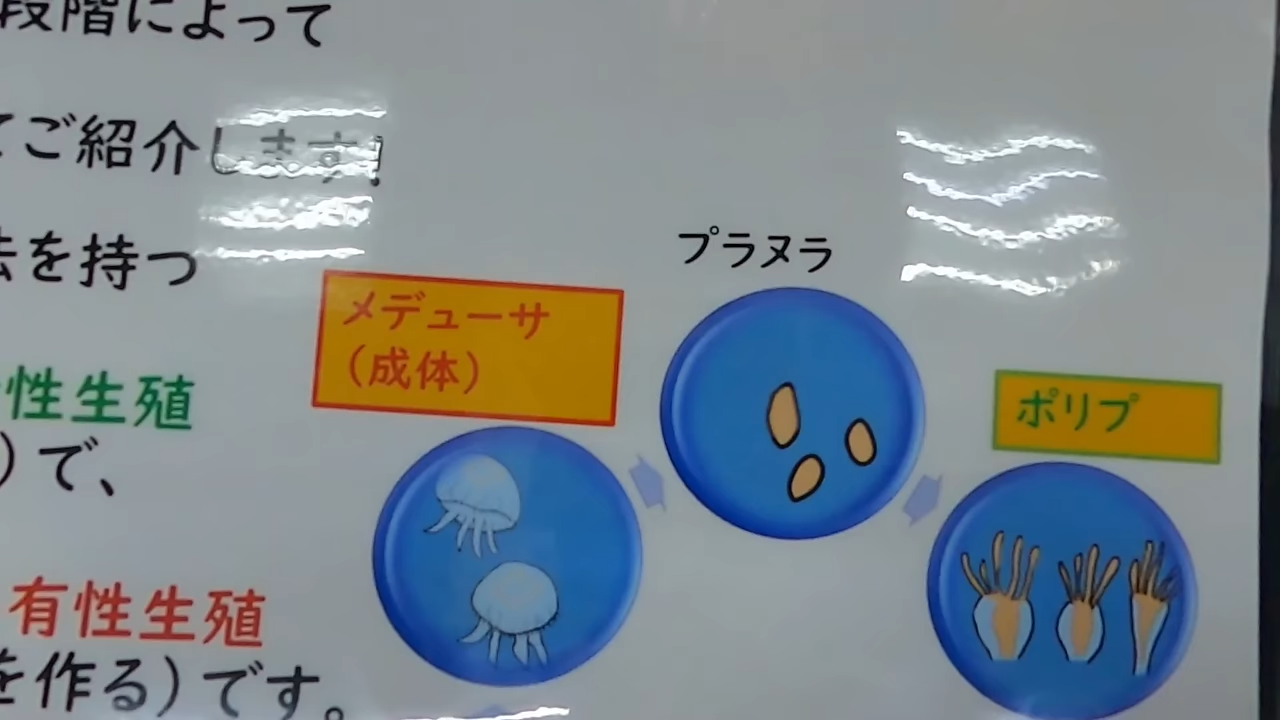 段階によって
てご紹介します!
法を持つ
性生殖
)で、
有性生殖
を作る)です。
プラヌラ
メデューサ
(成体)
ポリプ